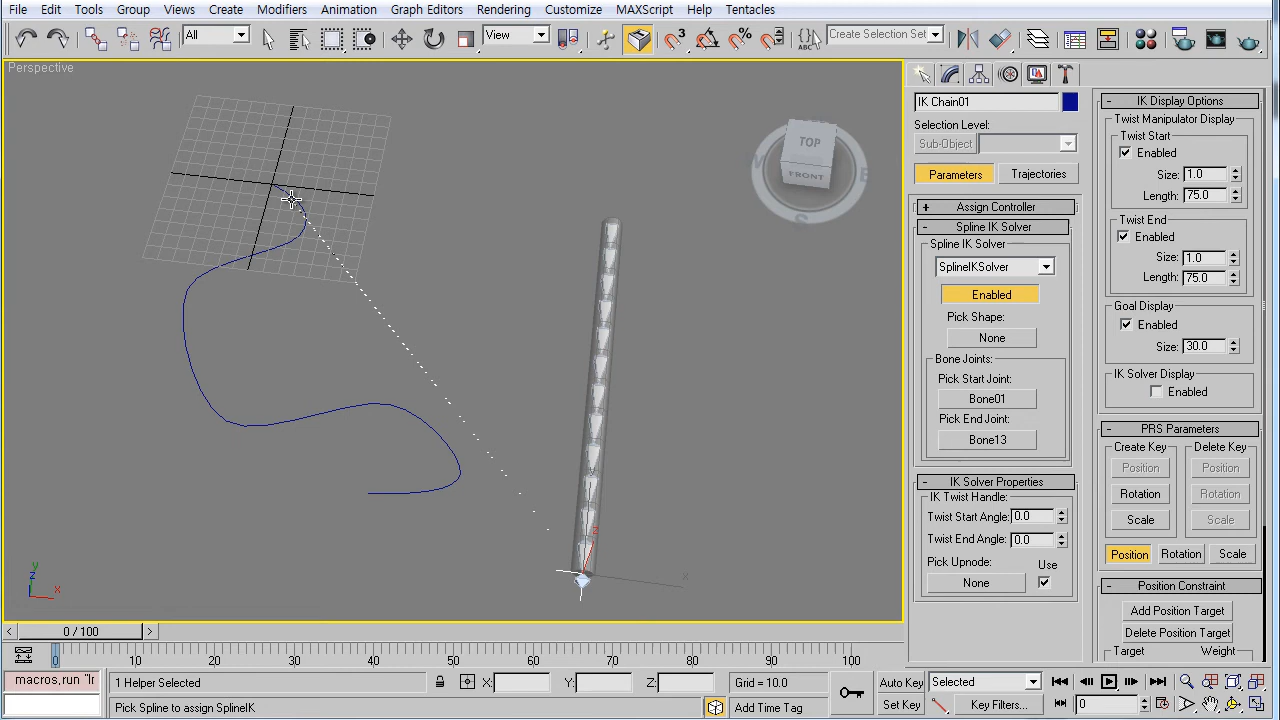 File Edit Tools Group Views Create Modifiers Animation Graph Editors Rendering Customize MAXScript Help Tentacles
All View 3 % ABC Create Selection Set
Perspective
TOP
FRONT
S
z
x
y
z
x
0 / 100
0 10 20 30 40 50 60 70 80 90 100
macros.run "Ir
1 Helper Selected X: Y: Z: Grid = 10.0
Pick Spline to assign SplineIK Add Time Tag
Auto Key Selected
Set Key Key Filters... 0
IK Chain01
Selection Level:
Sub-Object
Parameters Trajectories
+ Assign Controller
- Spline IK Solver
Spline IK Solver
SplineIKSolver
Enabled
Pick Shape:
None
Bone Joints:
Pick Start Joint:
Bone01
Pick End Joint:
Bone13
- IK Solver Properties
IK Twist Handle:
Twist Start Angle: 0.0
Twist End Angle: 0.0
Pick Upnode: Use
None
- IK Display Options
Twist Manipulator Display
Twist Start
Enabled
Size: 1.0
Length: 75.0
Twist End
Enabled
Size: 1.0
Length: 75.0
Goal Display
Enabled
Size: 30.0
IK Solver Display
Enabled
- PRS Parameters
Create Key Delete Key
Position Position
Rotation Rotation
Scale Scale
Position Rotation Scale
- Position Constraint
Add Position Target
Delete Position Target
Target Weight